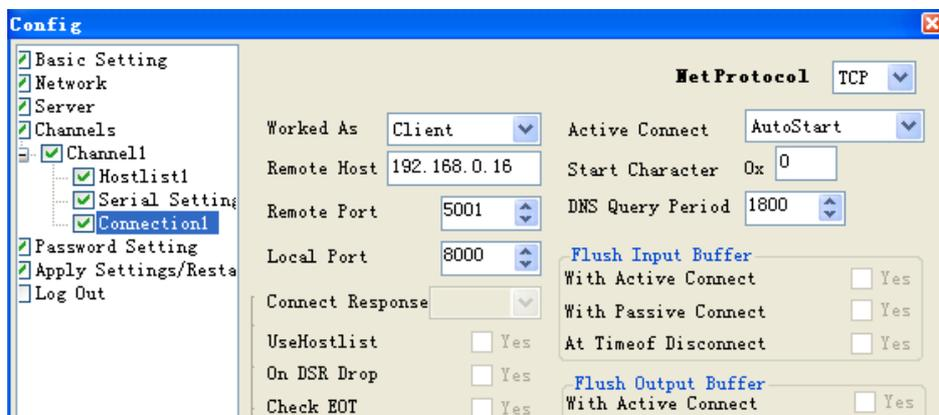 Config
Basic Setting
Network
Server
Channels
Channel1
Hostlist1
Serial Setting
Connection1
Password Setting
Apply Settings/Resta
Log Out
NetProtocol TCP
Worked As Client
Active Connect AutoStart
Remote Host 192.168.0.16
Start Character 0x 0
Remote Port 5001
DNS Query Period 1800
Local Port 8000
Connect Response
UseHostlist Yes
On DSR Drop Yes
Check EOT Yes
Flush Input Buffer
With Active Connect Yes
With Passive Connect Yes
At Timeof Disconnect Yes
Flush Output Buffer
With Active Connect Yes